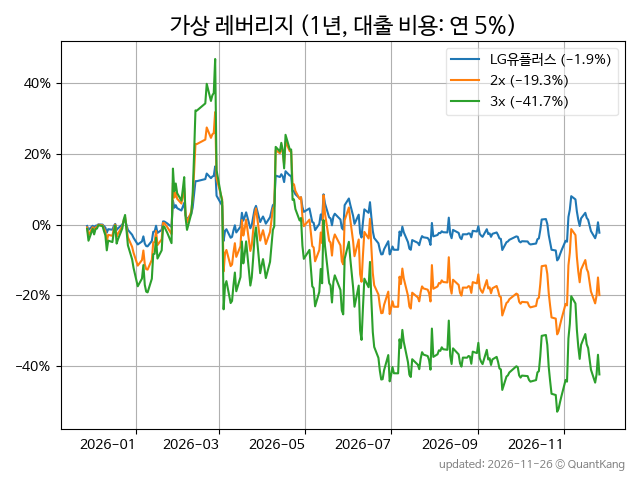 가상 레버리지 (1년, 대출 비용: 연 5%)
LG유플러스 (−1.9%)
2x (−19.3%)
3x (−41.7%)
40%
20%
0%
−20%
−40%
2026-01 2026-03 2026-05 2026-07 2026-09 2026-11
updated: 2026-11-26 © QuantKang